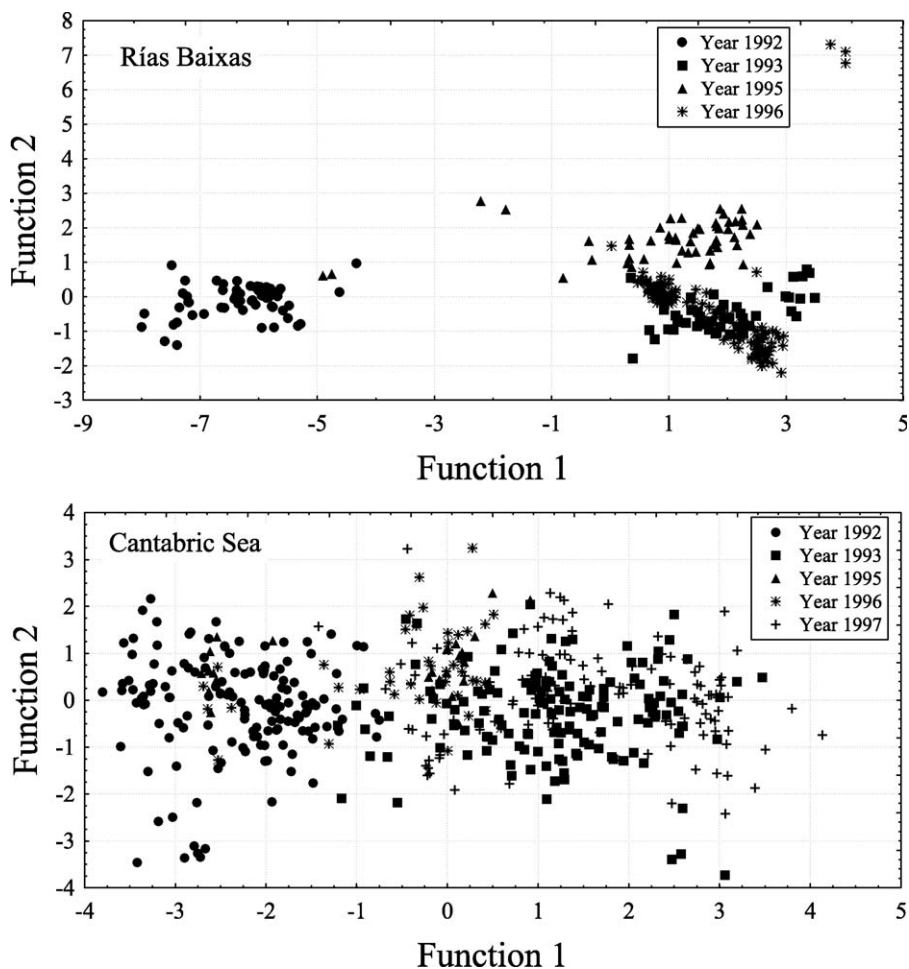 8
7
6
5
4
3
2
1
0
-1
-2
-3
Function 2
Rías Baixas
Year 1992
Year 1993
Year 1995
Year 1996
-9 -7 -5 -3 -1 1 3 5
Function 1
4
3
2
1
0
-1
-2
-3
-4
Function 2
Cantabric Sea
Year 1992
Year 1993
Year 1995
Year 1996
Year 1997
-4 -3 -2 -1 0 1 2 3 4 5
Function 1